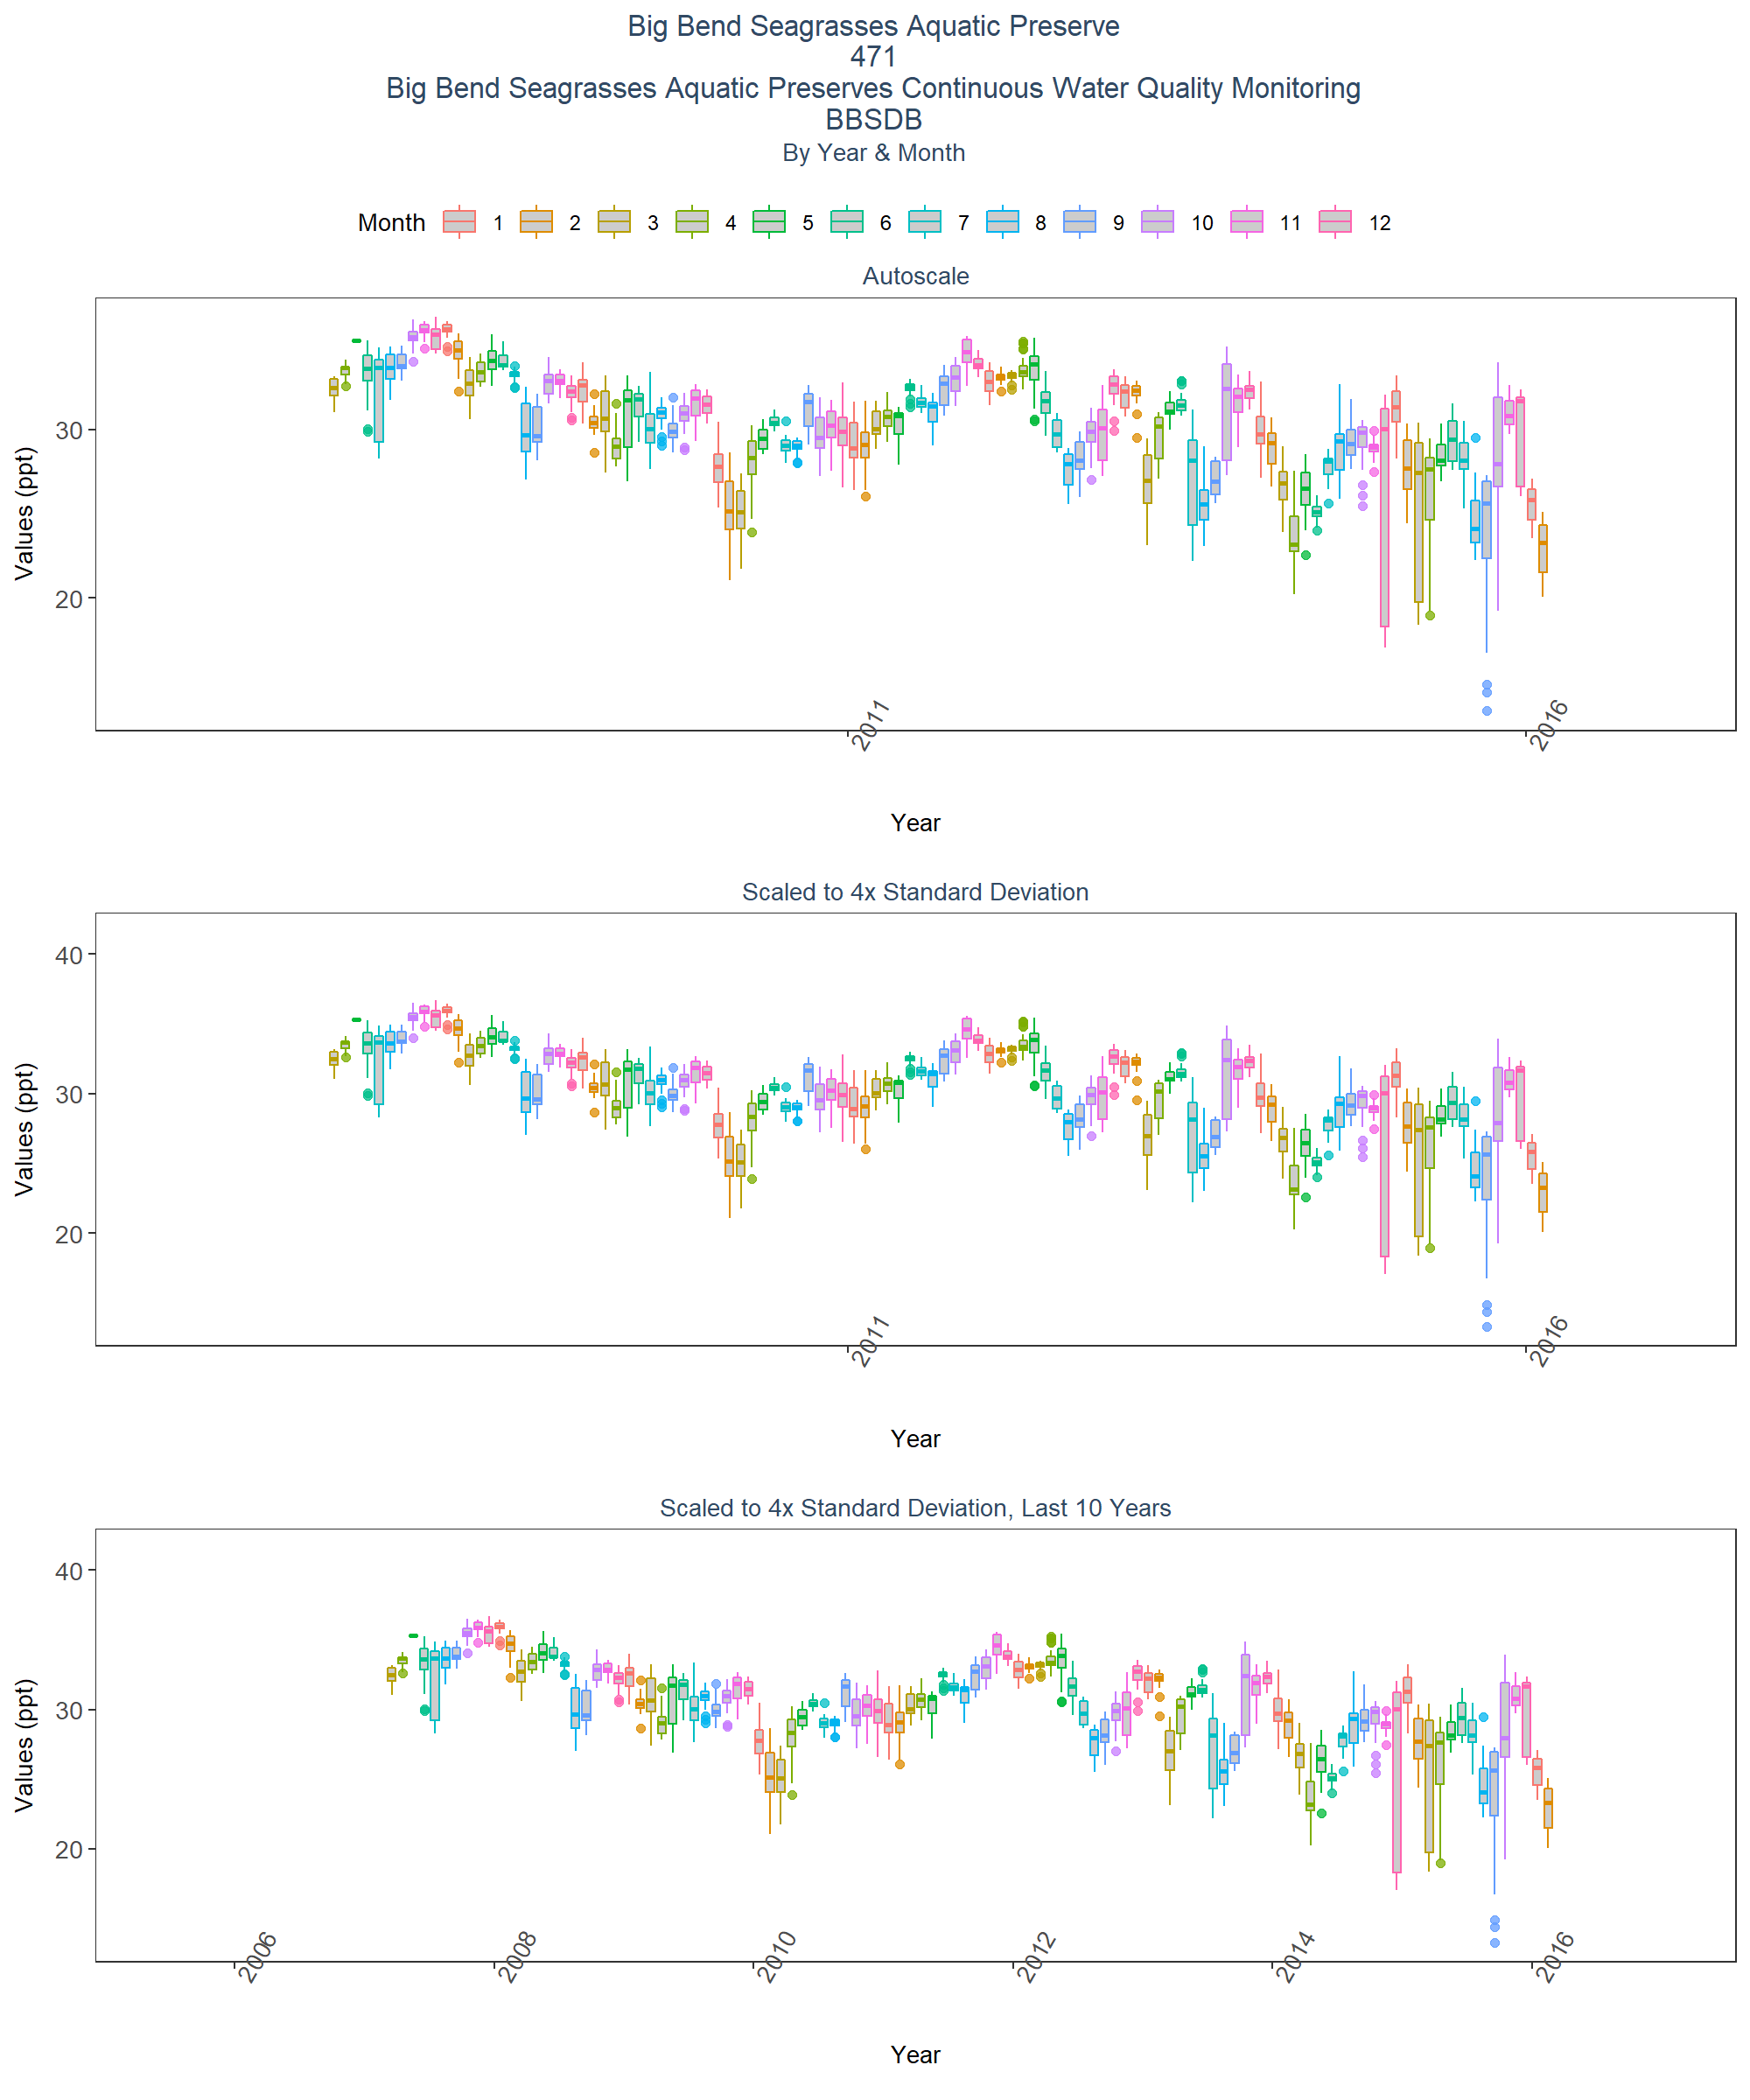 Big Bend Seagrasses Aquatic Preserve
471
Big Bend Seagrasses Aquatic Preserves Continuous Water Quality Monitoring
BBSDB
By Year & Month
Month 1 2 3 4 5 6 7 8 9 10 11 12
Autoscale
Values (ppt)
30
20
2011 2016
Year
Scaled to 4x Standard Deviation
Values (ppt)
40
30
20
2011 2016
Year
Scaled to 4x Standard Deviation, Last 10 Years
Values (ppt)
40
30
20
2006 2008 2010 2012 2014 2016
Year